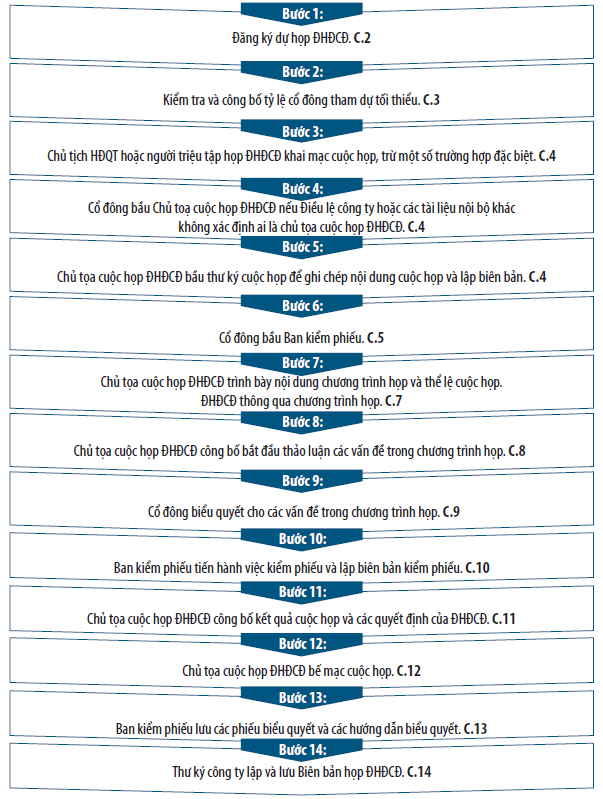 Bước 1:
Đăng ký dự họp ĐHĐCĐ. C.2
Bước 2:
Kiểm tra và công bố tỷ lệ cổ đông tham dự tối thiểu. C.3
Bước 3:
Chủ tịch HĐQT hoặc người triệu tập họp ĐHĐCĐ khai mạc cuộc họp, trừ một số trường hợp đặc biệt. C.4
Bước 4:
Cổ đông bầu Chủ toạ cuộc họp ĐHĐCĐ nếu Điều lệ công ty hoặc các tài liệu nội bộ khác
không xác định ai là chủ tọa cuộc họp ĐHĐCĐ. C.4
Bước 5:
Chủ tọa cuộc họp ĐHĐCĐ bầu thư ký cuộc họp để ghi chép nội dung cuộc họp và lập biên bản. C.4
Bước 6:
Cổ đông bầu Ban kiểm phiếu. C.5
Bước 7:
Chủ tọa cuộc họp ĐHĐCĐ trình bày nội dung chương trình họp và thể lệ cuộc họp.
ĐHĐCĐ thông qua chương trình họp. C.7
Bước 8:
Chủ tọa cuộc họp ĐHĐCĐ công bố bắt đầu thảo luận các vấn đề trong chương trình họp. C.8
Bước 9:
Cổ đông biểu quyết cho các vấn đề trong chương trình họp. C.9
Bước 10:
Ban kiểm phiếu tiến hành việc kiểm phiếu và lập biên bản kiểm phiếu. C.10
Bước 11:
Chủ tọa cuộc họp ĐHĐCĐ công bố kết quả cuộc họp và các quyết định của ĐHĐCĐ. C.11
Bước 12:
Chủ tọa cuộc họp ĐHĐCĐ bế mạc cuộc họp. C.12
Bước 13:
Ban kiểm phiếu lưu các phiếu biểu quyết và các hướng dẫn biểu quyết. C.13
Bước 14:
Thư ký công ty lập và lưu Biên bản họp ĐHĐCĐ. C.14